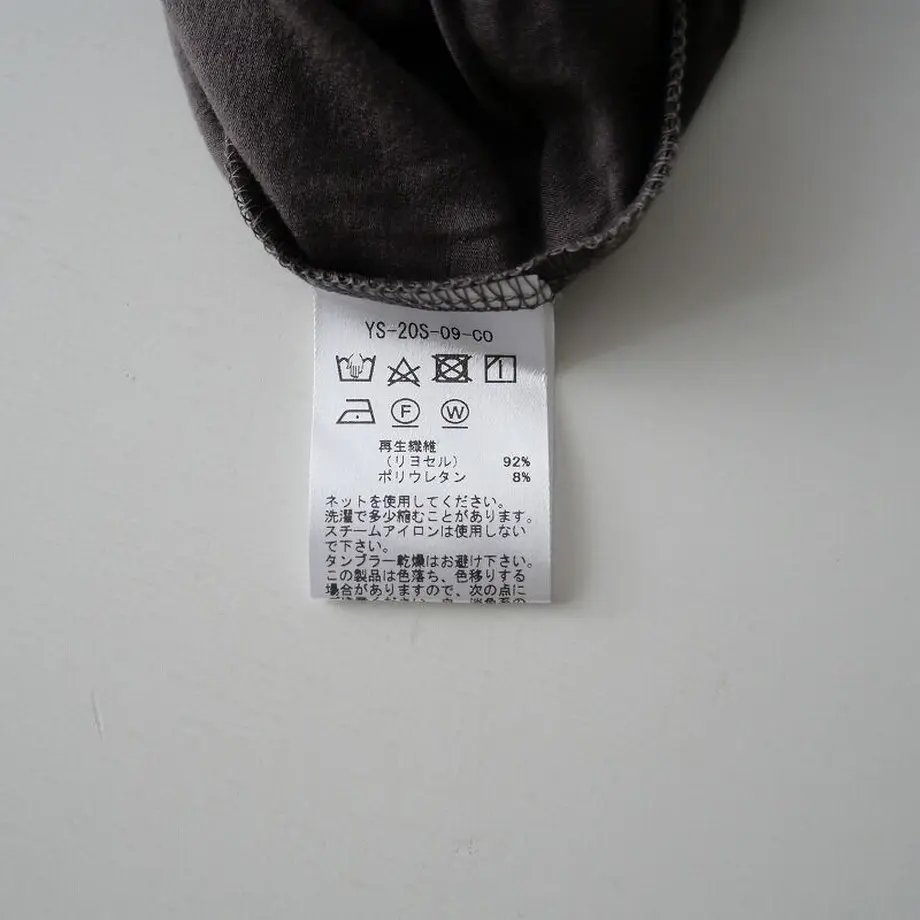 YS-20S-09-CO
F W
再生繊維
（リヨセル） 92%
ポリウレタン 8%
ネットを使用してください。
洗濯で多少縮むことがあります。
スチームアイロンは使用しない
で下さい。
タンブラー乾燥はお避け下さい。
この製品は色落ち、色移りする
場合がありますので、次の点に